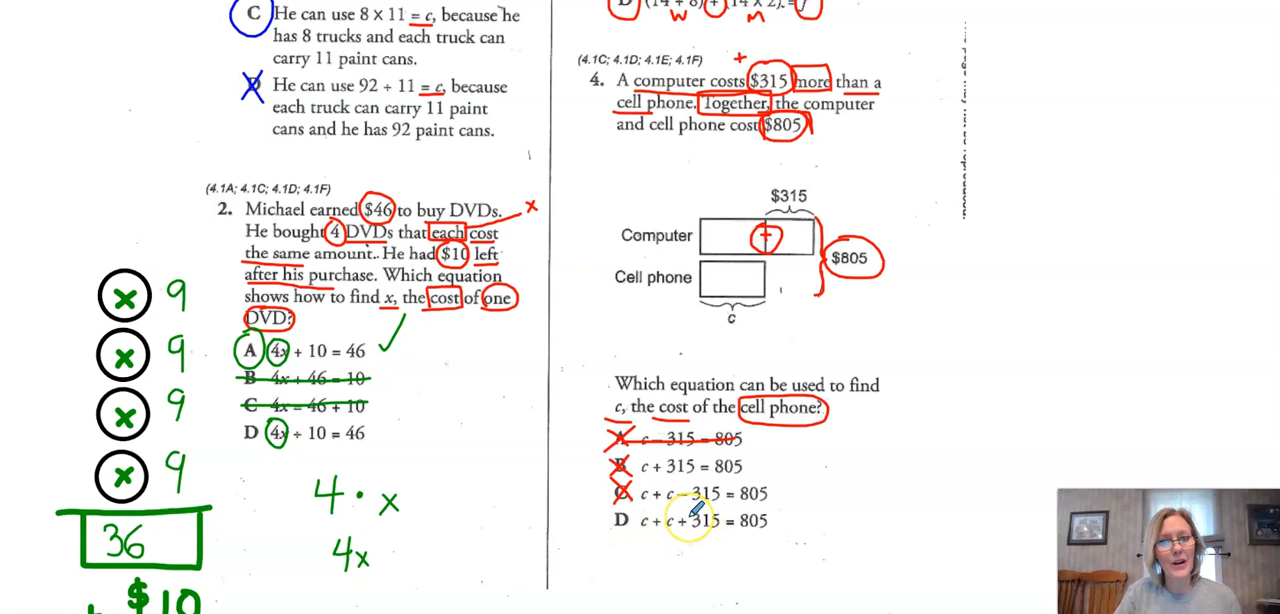 C He can use 8 x 11 = c, because he
has 8 trucks and each truck can
carry 11 paint cans.
D He can use 92 ÷ 11 = c, because
each truck can carry 11 paint
cans and he has 92 paint cans.
(4.1A; 4.1C; 4.1D; 4.1F)
2. Michael earned $46 to buy DVDs. x
He bought 4 DVDs that each cost
the same amount. He had $10 left
after his purchase. Which equation
shows how to find x, the cost of one
DVD?
A 4x + 10 = 46 ✓
B 4x + 46 = 10
C 4x = 46 + 10
D 4x ÷ 10 = 46
x 9
x 9
x 9
x 9
36
+ $10
4 · x
4x
W + M
+
(4.1C; 4.1D; 4.1E; 4.1F)
4. A computer costs $315 more than a
cell phone. Together, the computer
and cell phone cost $805.
$315
Computer +
$805
Cell phone
c
Which equation can be used to find
c, the cost of the cell phone?
A c – 315 = 805
B c + 315 = 805
C c + c – 315 = 805
D c + c + 315 = 805